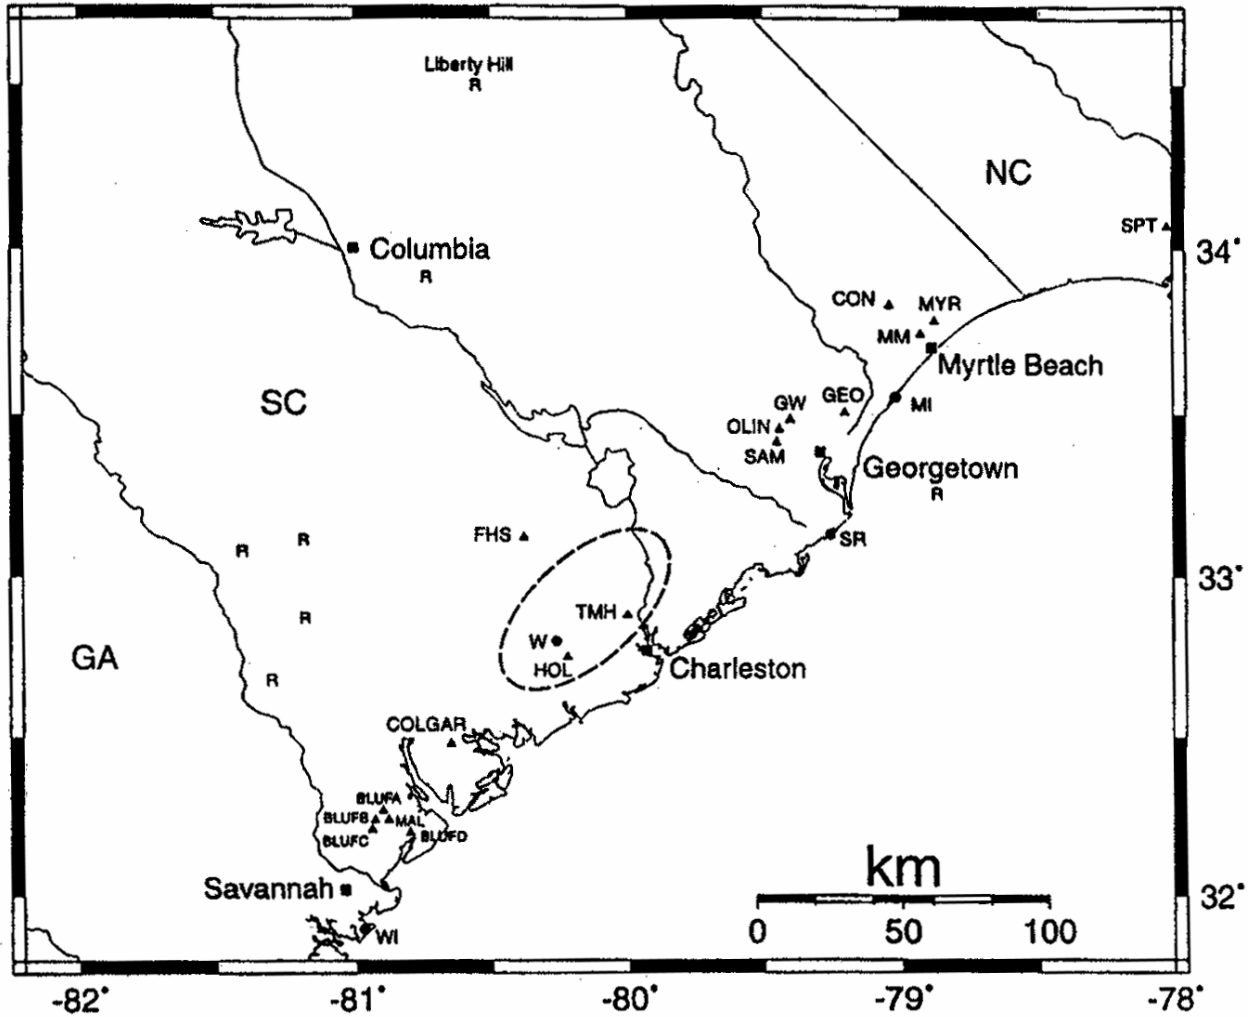 Liberty Hill
R
NC
SPT
34°
Columbia
R
CON
MYR
MM
Myrtle Beach
SC
MI
GEO
GW
OLIN
SAM
Georgetown
R
FHS
SR
R
R
33°
TMH
R
W
HOL
GA
Charleston
R
COLGAR
BLUFA
BLUFB
MAL
BLUFC
BLUFD
km
Savannah
32°
0 50 100
WI
-82° -81° -80° -79° -78°